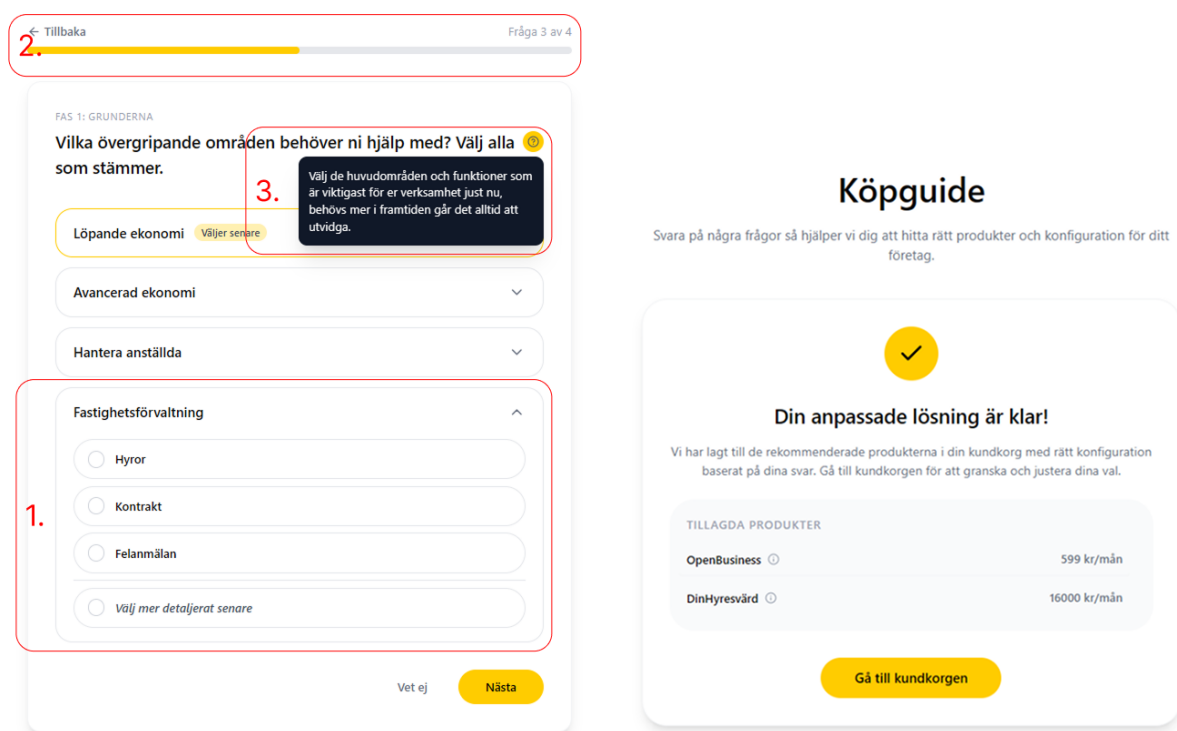 ← Tillbaka
Fråga 3 av 4
2.
FAS 1: GRUNDERNA
Vilka övergripande områden behöver ni hjälp med? Välj alla
som stämmer.
3.
Välj de huvudområden och funktioner som
är viktigast för er verksamhet just nu,
behövs mer i framtiden går det alltid att
utvidga.
Löpande ekonomi Väljer senare
Avancerad ekonomi
Hantera anställda
1.
Fastighetsförvaltning
Hyror
Kontrakt
Felanmälan
Välj mer detaljerat senare
Vet ej
Nästa
Köpguide
Svara på några frågor så hjälper vi dig att hitta rätt produkter och konfiguration för ditt
företag.
Din anpassade lösning är klar!
Vi har lagt till de rekommenderade produkterna i din kundkorg med rätt konfiguration
baserat på dina svar. Gå till kundkorgen för att granska och justera dina val.
TILLAGDA PRODUKTER
OpenBusiness 599 kr/mån
DinHyresvärd 16000 kr/mån
Gå till kundkorgen